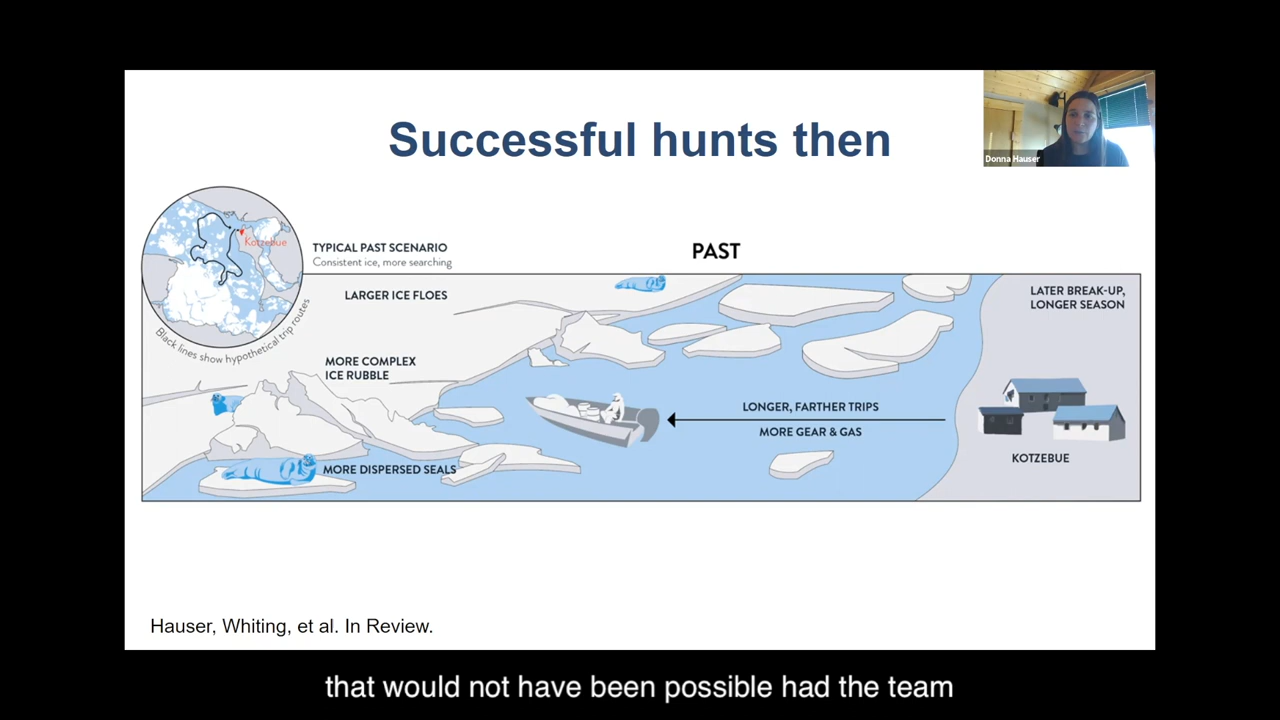 Successful hunts then
Donna Hauser
Kotzebue
Black lines show hypothetical trip routes
TYPICAL PAST SCENARIO
Consistent ice, more searching
PAST
LARGER ICE FLOES
LATER BREAK-UP,
LONGER SEASON
MORE COMPLEX
ICE RUBBLE
LONGER, FARTHER TRIPS
MORE GEAR & GAS
KOTZEBUE
MORE DISPERSED SEALS
Hauser, Whiting, et al. In Review.
that would not have been possible had the team